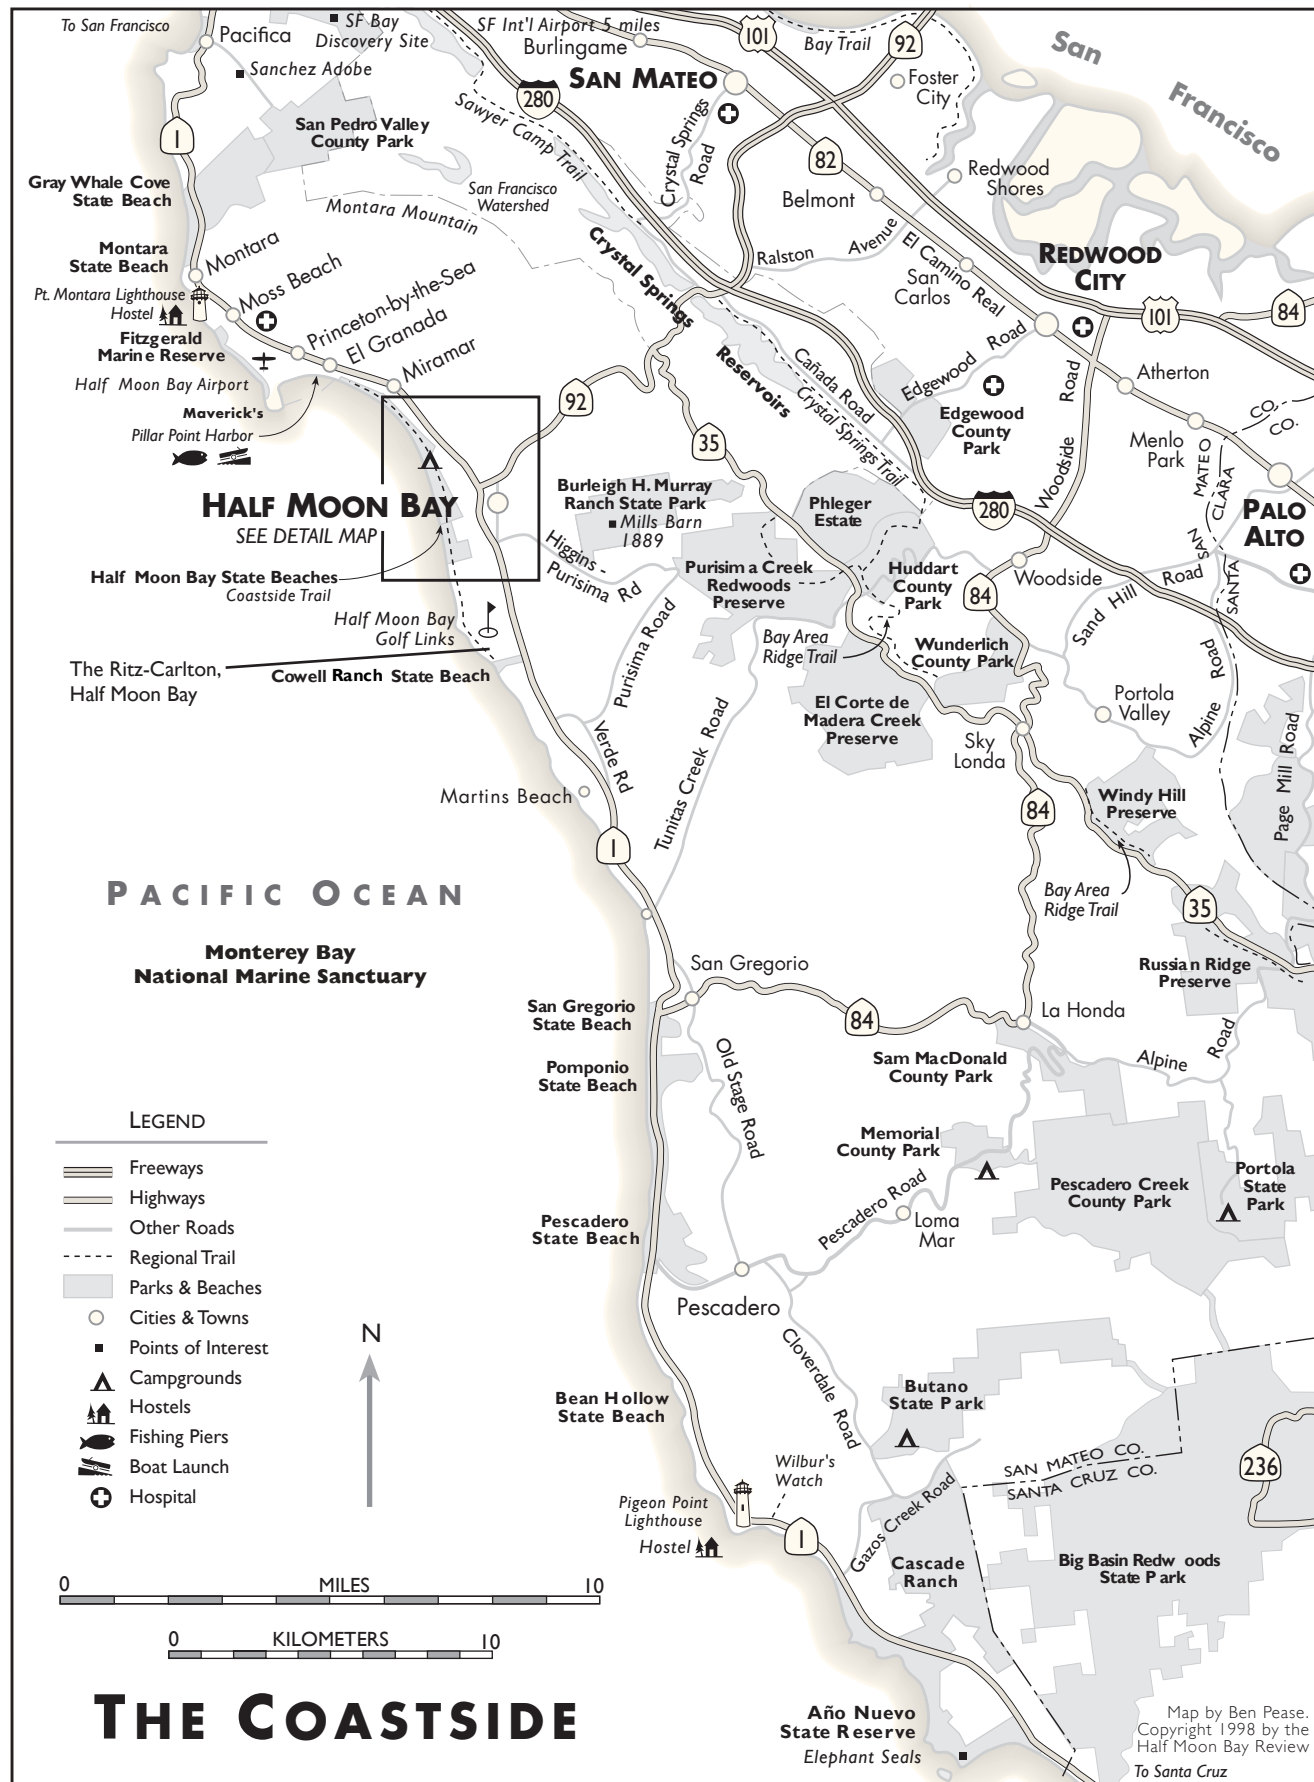 To San Francisco
Pacifica
SF Bay
Discovery Site
SF Int'l Airport 5 miles
Burlingame
101
Bay Trail
92
San
Francisco
Sanchez Adobe
280
SAN MATEO
Foster
City
Sawyer Camp Trail
Crystal Springs
Road
1
San Pedro Valley
County Park
82
Redwood
Shores
Gray Whale Cove
State Beach
San Francisco
Watershed
Belmont
Montara Mountain
Ralston
Avenue
El Camino Real
San
Carlos
REDWOOD
CITY
Montara
State Beach
Montara
Crystal Springs
Reservoirs
Pt. Montara Lighthouse
Hostel
Moss Beach
Princeton-by-the-Sea
101
84
Fitzgerald
Marine Reserve
El Granada
Miramar
Edgewood
Road
Road
Half Moon Bay Airport
Cañada Road
Crystal Springs Trail
Atherton
92
Maverick's
Pillar Point Harbor
Edgewood
County
Park
CO.
CO.
35
Menlo
Park
SAN
MATEO
SANTA
CLARA
Woodside
HALF MOON BAY
SEE DETAIL MAP
Burleigh H. Murray
Ranch State Park
Mills Barn
1889
Phleger
Estate
280
PALO
ALTO
Higgins -
Purisima Rd
Half Moon Bay State Beaches
Coastside Trail
Purisima Creek
Redwoods
Preserve
Huddart
County
Park
Woodside
84
Sand Hill
Road
Half Moon Bay
Golf Links
Purisima Road
Bay Area
Ridge Trail
Wunderlich
County Park
The Ritz-Carlton,
Half Moon Bay
Cowell Ranch State Beach
El Corte de
Madera Creek
Preserve
Portola
Valley
Alpine
Road
Page Mill Road
Verde Rd
Tunitas Creek Road
Sky
Londa
Martins Beach
84
Windy Hill
Preserve
1
PACIFIC OCEAN
Bay Area
Ridge Trail
35
Monterey Bay
National Marine Sanctuary
San Gregorio
Russian Ridge
Preserve
San Gregorio
State Beach
84
La Honda
Pomponio
State Beach
Old Stage Road
Sam MacDonald
County Park
Alpine
Road
LEGEND
Memorial
County Park
Freeways
Highways
Other Roads
Regional Trail
Parks & Beaches
Cities & Towns
Points of Interest
Campgrounds
Hostels
Fishing Piers
Boat Launch
Hospital
N
Pescadero Creek
County Park
Portola
State
Park
Pescadero
State Beach
Pescadero Road
Loma
Mar
Pescadero
Cloverdale Road
Bean Hollow
State Beach
Butano
State Park
SAN MATEO CO.
SANTA CRUZ CO.
236
Wilbur's
Watch
Pigeon Point
Lighthouse
Hostel
1
Gazos Creek Road
Cascade
Ranch
Big Basin Redw oods
State Park
0
MILES
10
0
KILOMETERS
10
THE COASTSIDE
Año Nuevo
State Reserve
Elephant Seals
Map by Ben Pease.
Copyright 1998 by the
Half Moon Bay Review
To Santa Cruz